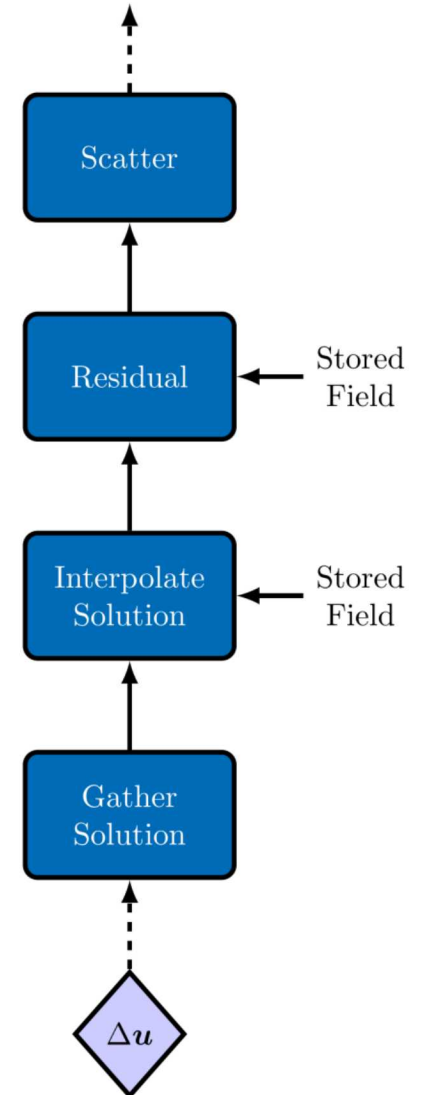 Scatter
Residual
Stored
Field
Interpolate
Solution
Stored
Field
Gather
Solution
Δu